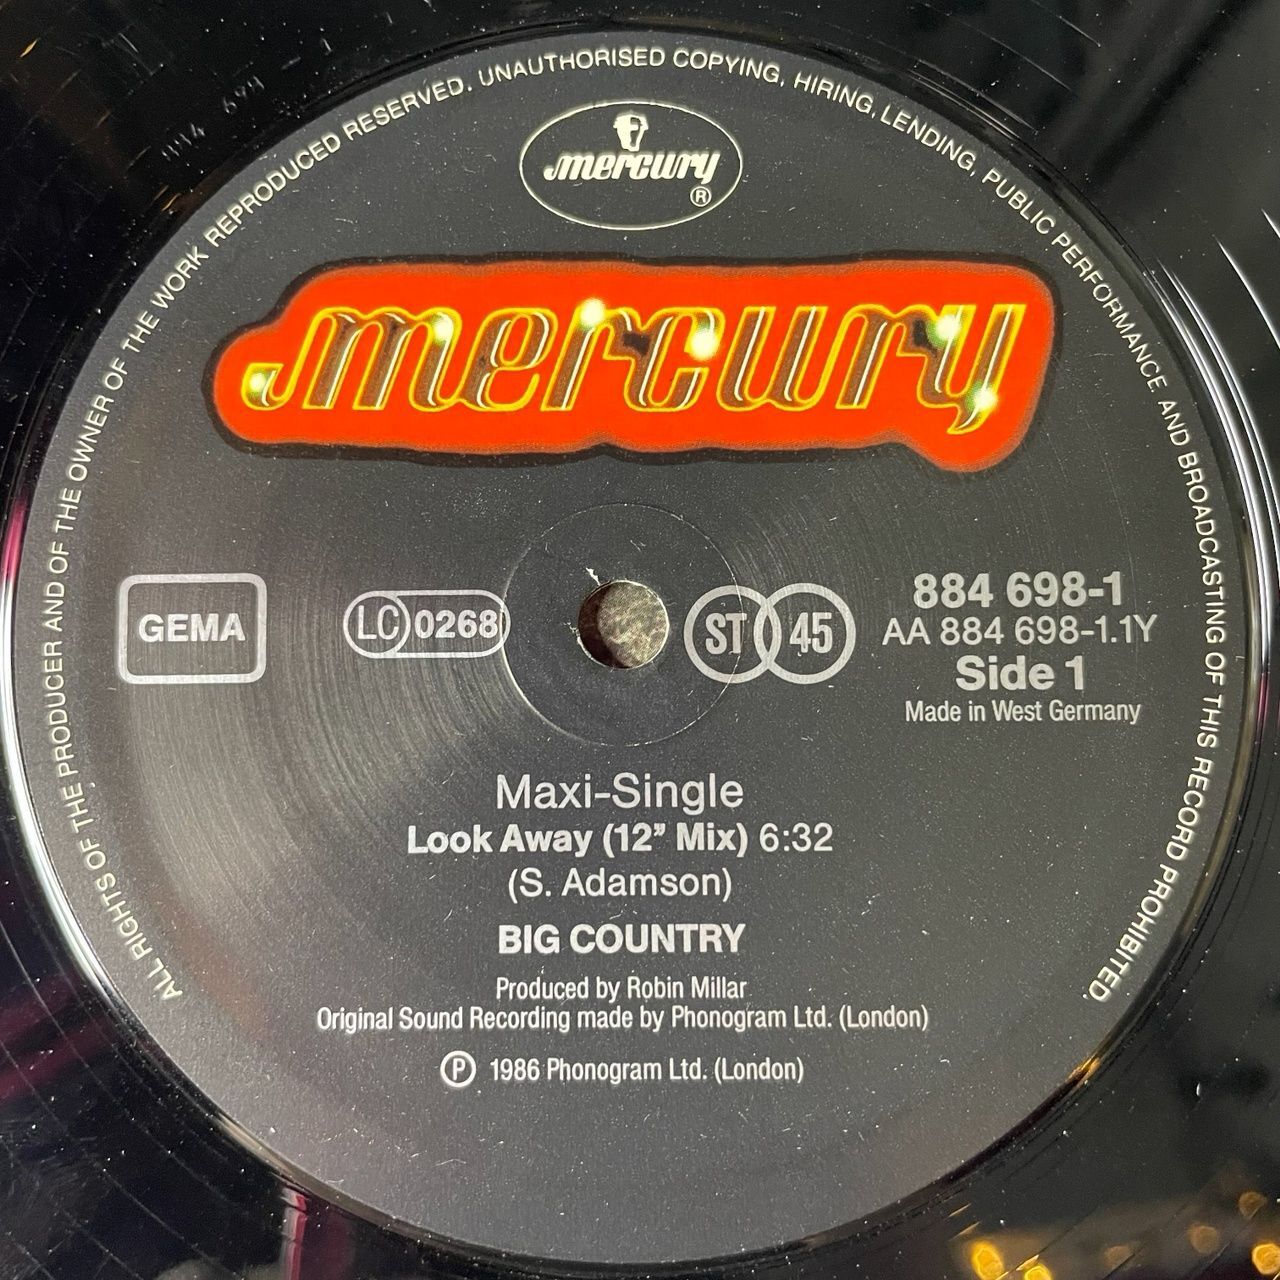 ALL RIGHTS OF THE PRODUCER AND OF THE OWNER OF THE WORK REPRODUCED RESERVED. UNAUTHORISED COPYING, HIRING, LENDING, PUBLIC PERFORMANCE AND BROADCASTING OF THIS RECORD PROHIBITED.
mercury
®
mercury
GEMA
LC 0268
ST 45
884 698-1
AA 884 698-1.1Y
Side 1
Made in West Germany
Maxi-Single
Look Away (12” Mix) 6:32
(S. Adamson)
BIG COUNTRY
Produced by Robin Millar
Original Sound Recording made by Phonogram Ltd. (London)
Ⓟ 1986 Phonogram Ltd. (London)